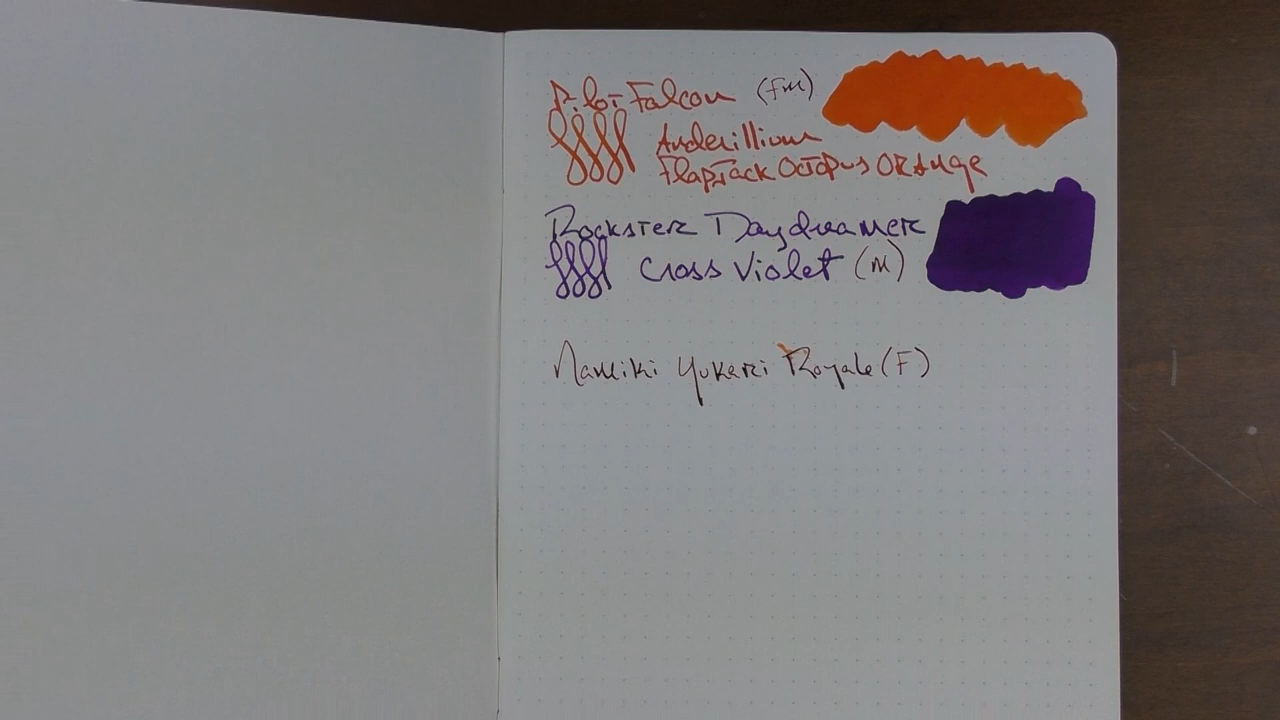 Pilot Falcon (FM)
Anderillium
Flapjack Octopus Orange
Rockster Daydreamer
Cross Violet (M)
Namiki Yukari Royale (F)